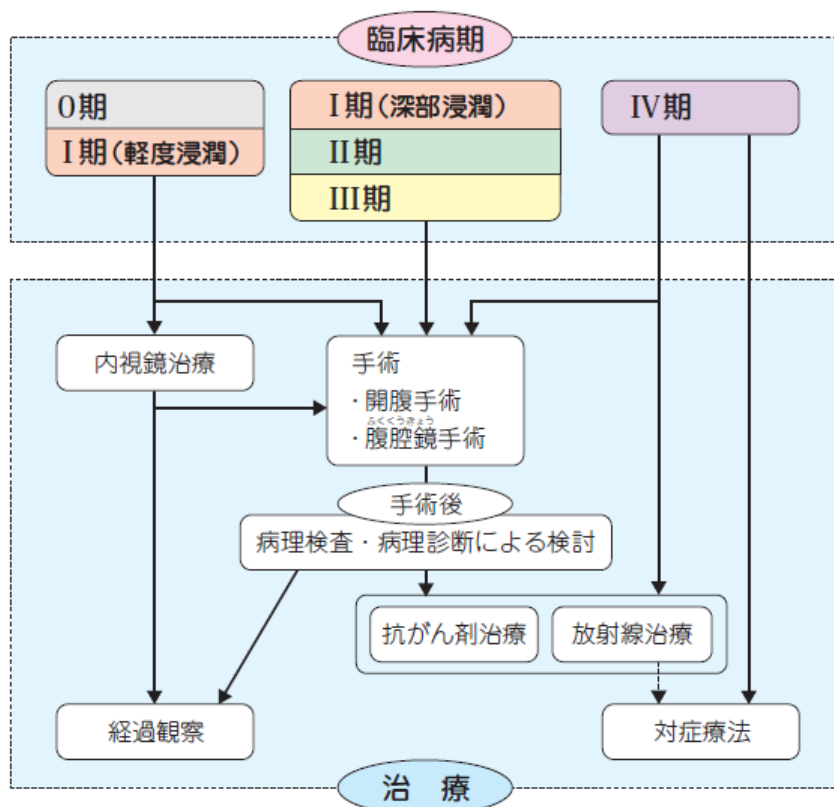 臨床病期
0期
I期(軽度浸潤)
I期(深部浸潤)
II期
III期
IV期
内視鏡治療
手術
・開腹手術
ふくくうきょう
・腹腔鏡手術
手術後
病理検査・病理診断による検討
抗がん剤治療
放射線治療
経過観察
対症療法
治 療